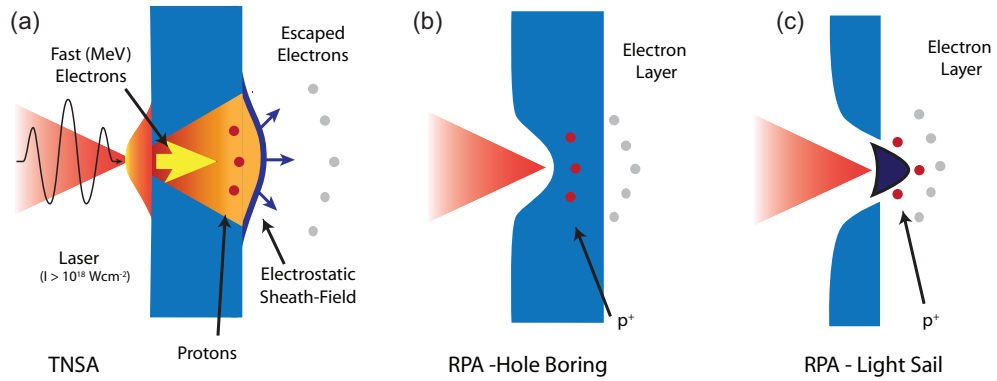 (a)
Fast (MeV)
Electrons
Escaped
Electrons
Laser
(I > 10¹⁸ Wcm⁻²)
Electrostatic
Sheath-Field
Protons
TNSA
(b)
Electron
Layer
p⁺
RPA -Hole Boring
(c)
Electron
Layer
p⁺
RPA - Light Sail